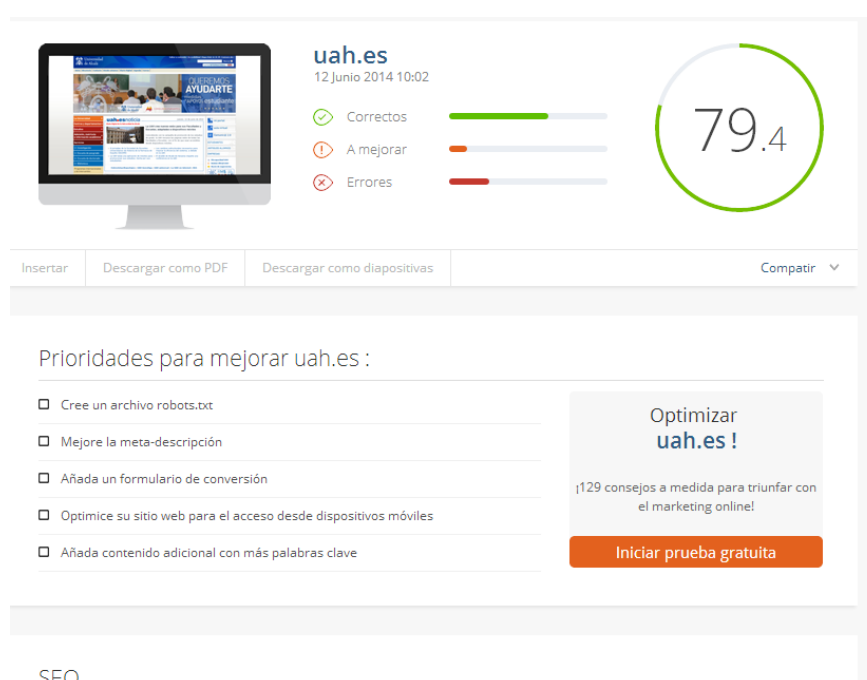 QUEREMOS
AYUDARTE
uah.es
12 Junio 2014 10:02
Correctos
A mejorar
Errores
79.4
Insertar
Descargar como PDF
Descargar como diapositivas
Compatir
Prioridades para mejorar uah.es :
Cree un archivo robots.txt
Mejore la meta-descripción
Añada un formulario de conversión
Optimice su sitio web para el acceso desde dispositivos móviles
Añada contenido adicional con más palabras clave
Optimizar
uah.es !
¡129 consejos a medida para triunfar con
el marketing online!
Iniciar prueba gratuita
SEO